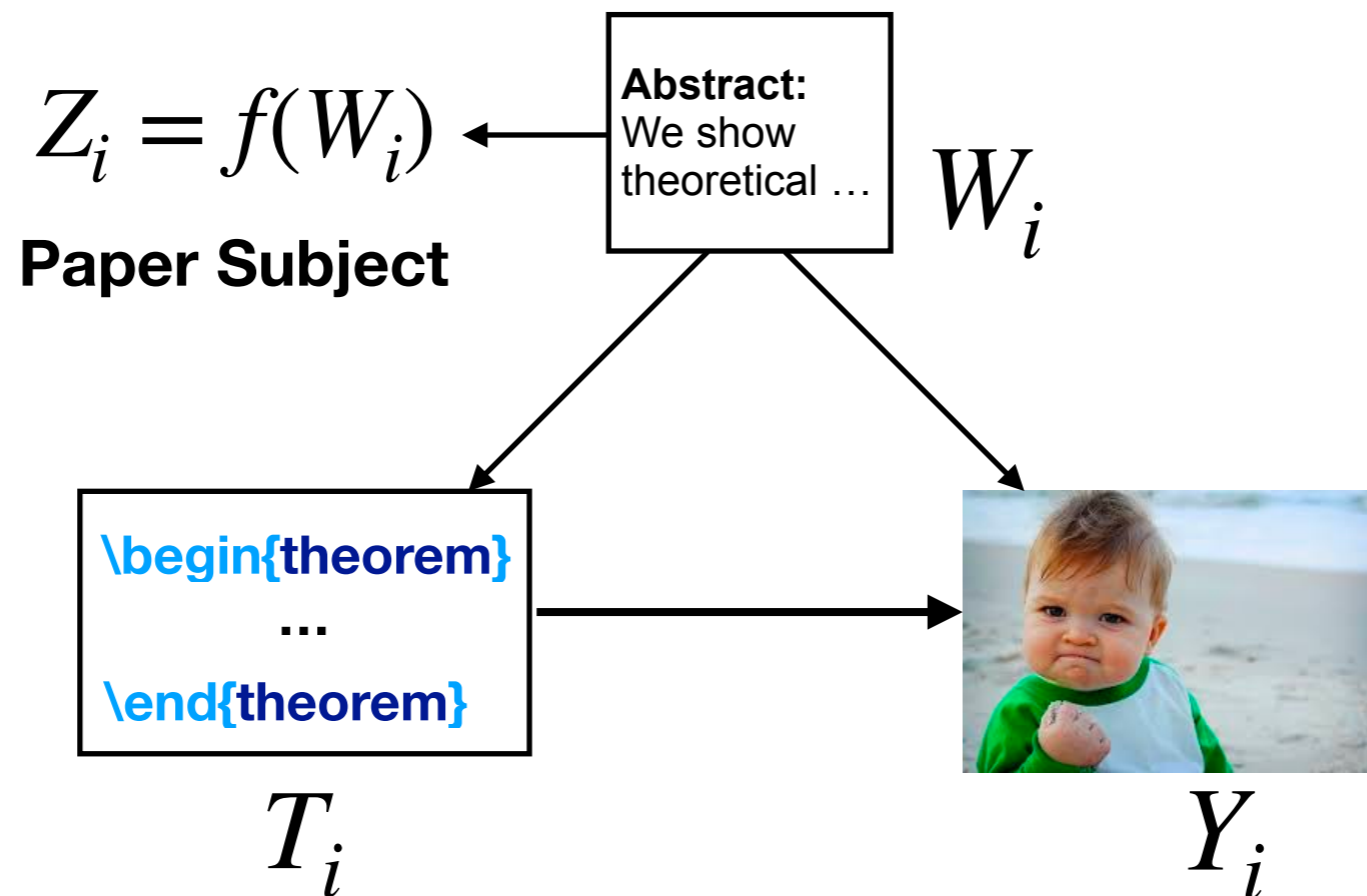 Z_i = f(W_i)
Paper Subject
Abstract:
We show
theoretical …
W_i
\begin{theorem}
...
\end{theorem}
T_i
Y_i